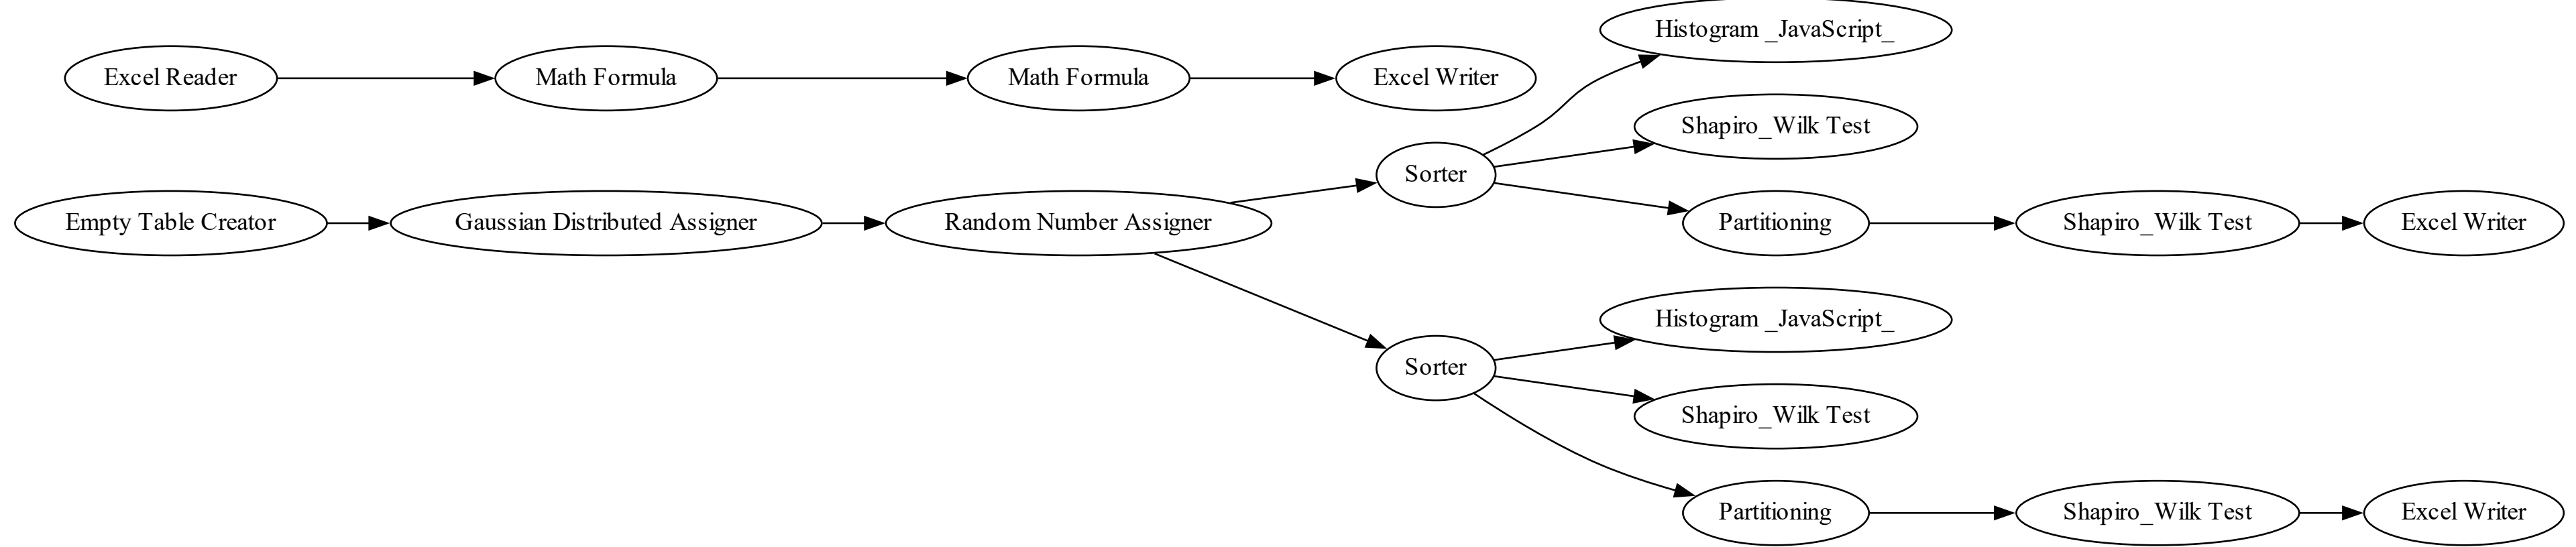 Histogram _JavaScript_
Excel Reader
Math Formula
Math Formula
Excel Writer
Shapiro_Wilk Test
Sorter
Empty Table Creator
Gaussian Distributed Assigner
Random Number Assigner
Partitioning
Shapiro_Wilk Test
Excel Writer
Histogram _JavaScript_
Sorter
Shapiro_Wilk Test
Partitioning
Shapiro_Wilk Test
Excel Writer